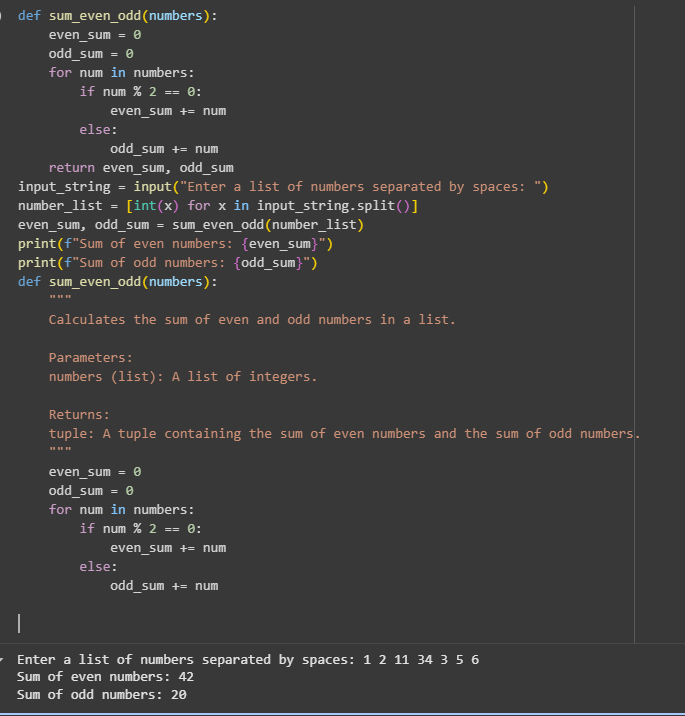 def sum_even_odd(numbers):
    even_sum = 0
    odd_sum = 0
    for num in numbers:
        if num % 2 == 0:
            even_sum += num
        else:
            odd_sum += num
    return even_sum, odd_sum
input_string = input("Enter a list of numbers separated by spaces: ")
number_list = [int(x) for x in input_string.split()]
even_sum, odd_sum = sum_even_odd(number_list)
print(f"Sum of even numbers: {even_sum}")
print(f"Sum of odd numbers: {odd_sum}")
def sum_even_odd(numbers):
    """
    Calculates the sum of even and odd numbers in a list.

    Parameters:
    numbers (list): A list of integers.

    Returns:
    tuple: A tuple containing the sum of even numbers and the sum of odd numbers.
    """
    even_sum = 0
    odd_sum = 0
    for num in numbers:
        if num % 2 == 0:
            even_sum += num
        else:
            odd_sum += num

Enter a list of numbers separated by spaces: 1 2 11 34 3 5 6
Sum of even numbers: 42
Sum of odd numbers: 20